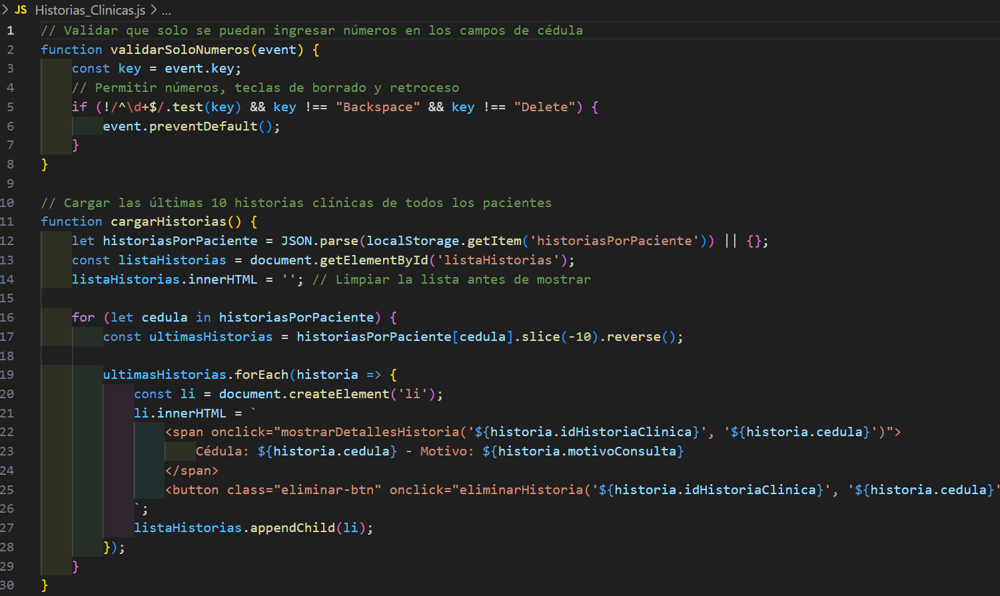 JS Historias_Clinicas.js > ...
1 // Validar que solo se puedan ingresar números en los campos de cédula
2 function validarSoloNumeros(event) {
3     const key = event.key;
4     // Permitir números, teclas de borrado y retroceso
5     if (!/^\d+$/.test(key) && key !== "Backspace" && key !== "Delete") {
6         event.preventDefault();
7     }
8 }
9
10 // Cargar las últimas 10 historias clínicas de todos los pacientes
11 function cargarHistorias() {
12     let historiasPorPaciente = JSON.parse(localStorage.getItem('historiasPorPaciente')) || {};
13     const listaHistorias = document.getElementById('listaHistorias');
14     listaHistorias.innerHTML = ''; // Limpiar la lista antes de mostrar
15
16     for (let cedula in historiasPorPaciente) {
17         const ultimasHistorias = historiasPorPaciente[cedula].slice(-10).reverse();
18
19         ultimasHistorias.forEach(historia => {
20             const li = document.createElement('li');
21             li.innerHTML = `
22                 <span onclick="mostrarDetallesHistoria('${historia.idHistoriaClinica}', '${historia.cedula}')">
23                     Cédula: ${historia.cedula} - Motivo: ${historia.motivoConsulta}
24                 </span>
25                 <button class="eliminar-btn" onclick="eliminarHistoria('${historia.idHistoriaClinica}', '${historia.cedula}'
26             `;
27             listaHistorias.appendChild(li);
28         });
29     }
30 }